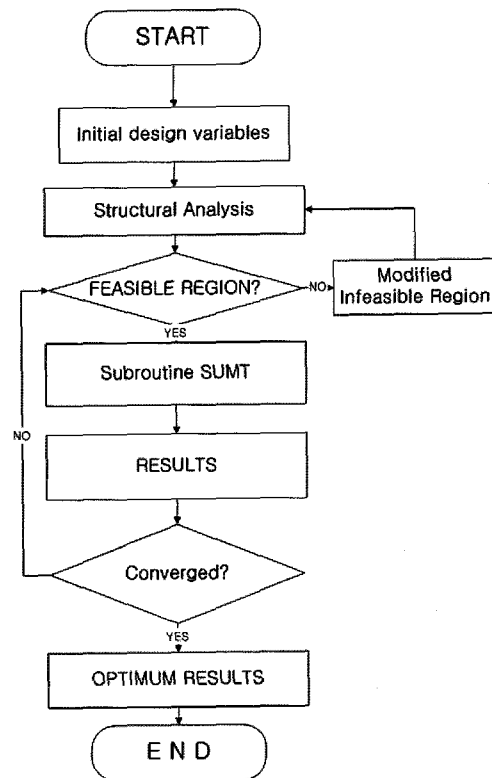 START
Initial design variables
Structural Analysis
FEASIBLE REGION?
NO
Modified
Infeasible Region
YES
Subroutine SUMT
NO
RESULTS
Converged?
YES
OPTIMUM RESULTS
E N D